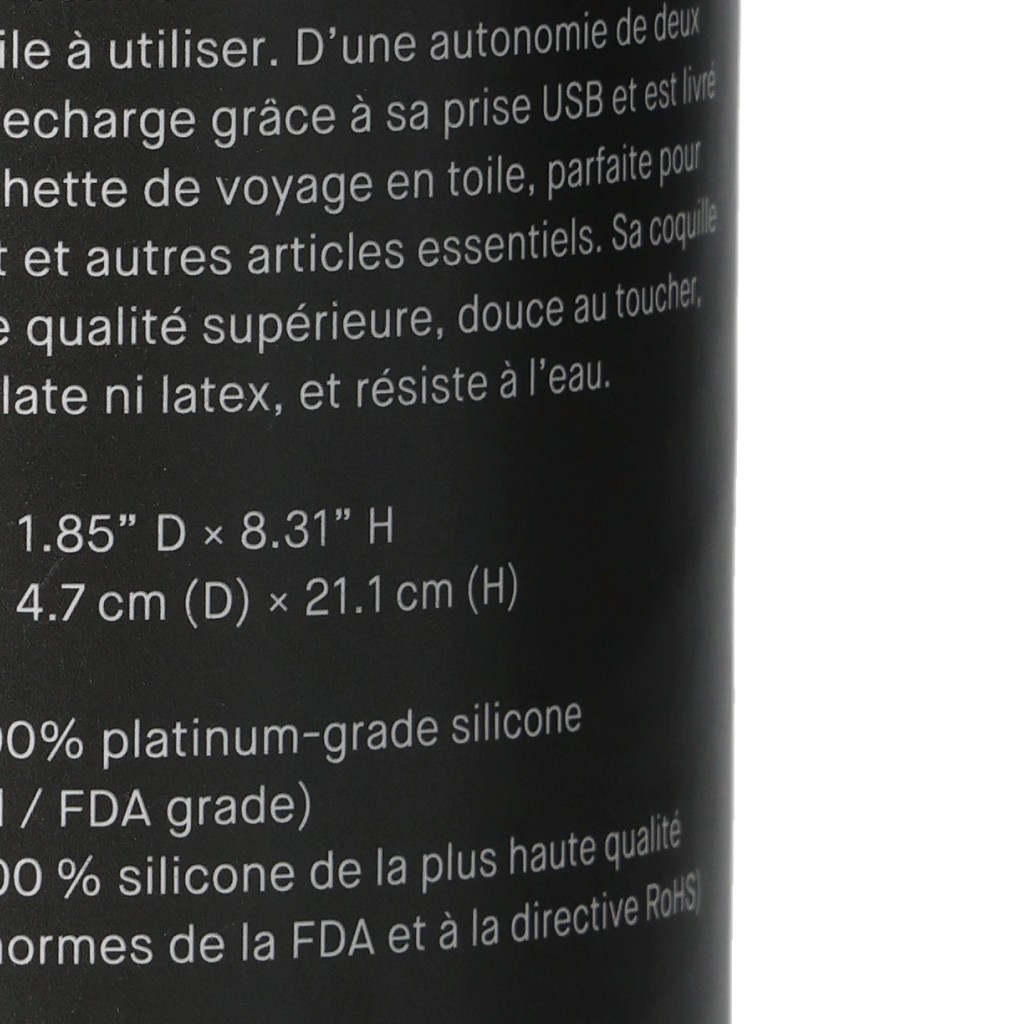 ile à utiliser. D’une autonomie de deux
echarge grâce à sa prise USB et est livré
hette de voyage en toile, parfaite pour
t et autres articles essentiels. Sa coquille
e qualité supérieure, douce au toucher,
late ni latex, et résiste à l’eau.
1.85” D × 8.31” H
4.7 cm (D) × 21.1 cm (H)
00% platinum-grade silicone
/ FDA grade)
00 % silicone de la plus haute qualité
normes de la FDA et à la directive RoHS)